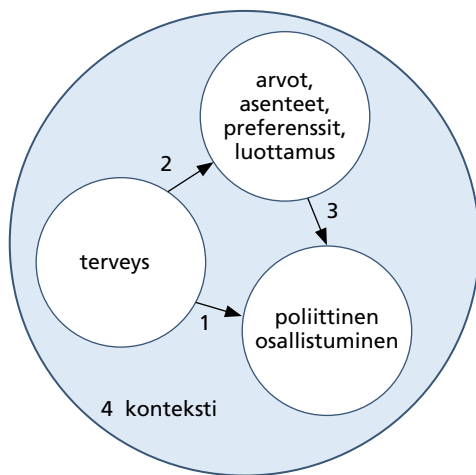 arvot,
asenteet,
preferenssit,
luottamus
2
3
terveys
1
poliittinen
osallistuminen
4 konteksti